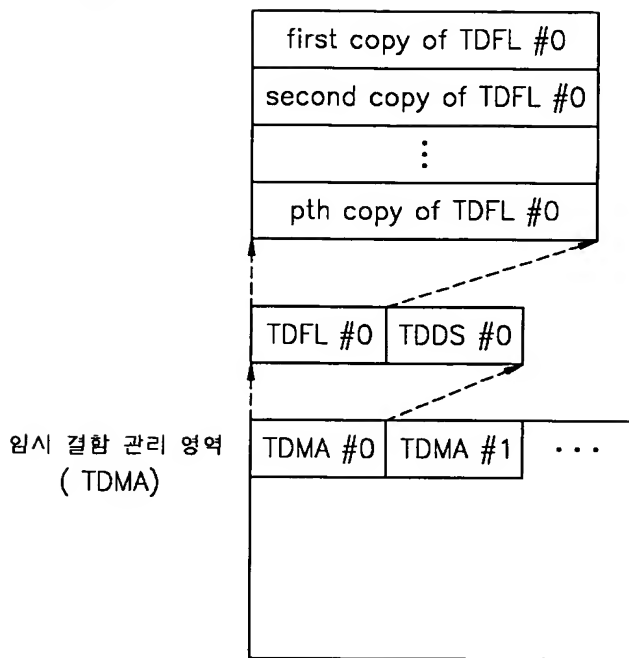 first copy of TDFL #0
second copy of TDFL #0
⋮
pth copy of TDFL #0
TDFL #0 TDDS #0
임시 결함 관리 영역
( TDMA)
TDMA #0 TDMA #1 ···